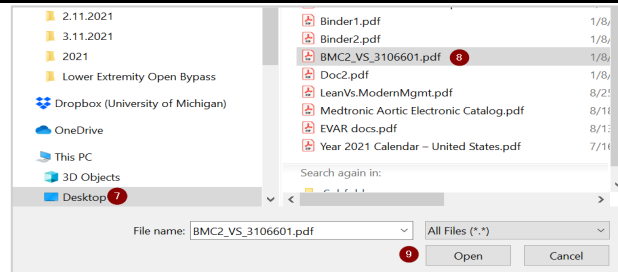 2.11.2021
3.11.2021
2021
Lower Extremity Open Bypass
Dropbox (University of Michigan)
OneDrive
This PC
3D Objects
Desktop 7
Binder1.pdf 1/8/
Binder2.pdf 1/8/
BMC2_VS_3106601.pdf 8 1/8/
Doc2.pdf 1/8/
LeanVs.ModernMgmt.pdf 8/25
Medtronic Aortic Electronic Catalog.pdf 8/18
EVAR docs.pdf 8/13
Year 2021 Calendar – United States.pdf 7/16
Search again in:
File name: BMC2_VS_3106601.pdf All Files (*.*)
9 Open Cancel